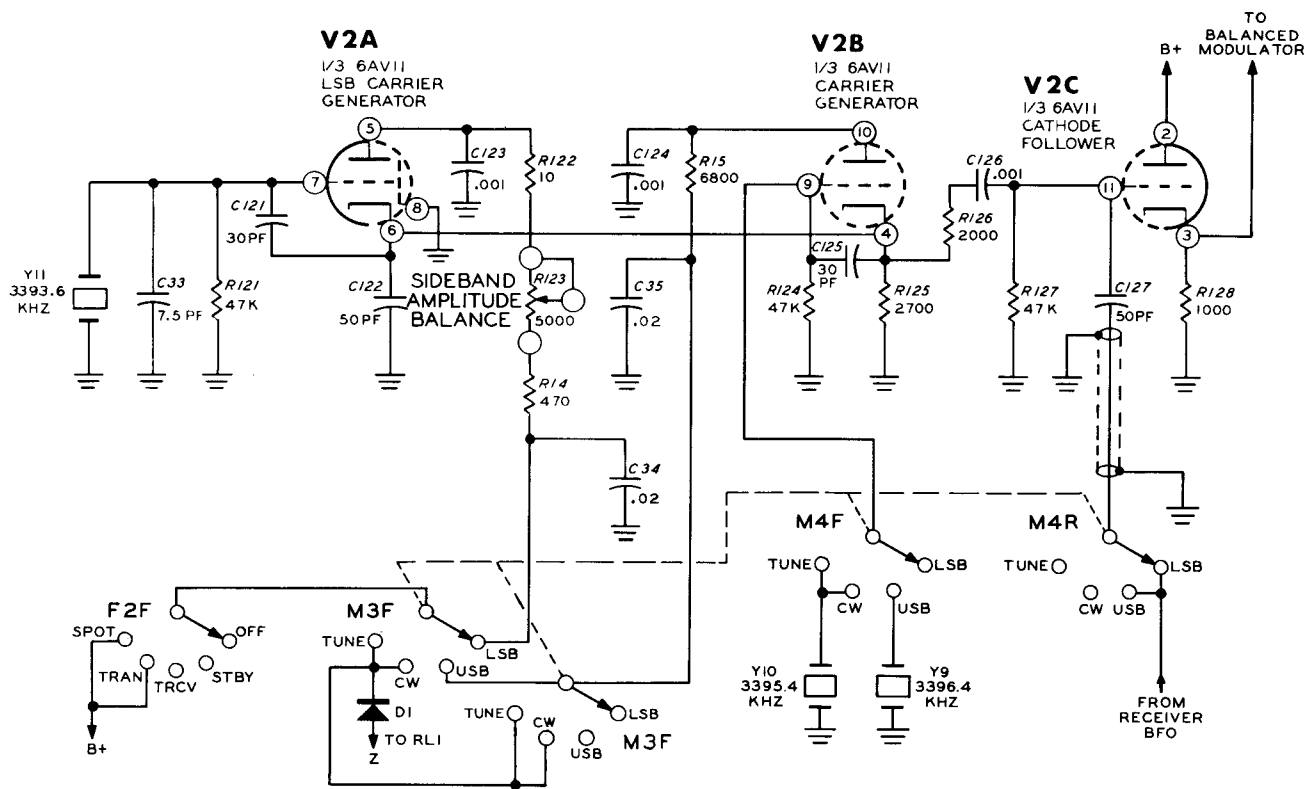 V2A
1/3 6AV11
LSB CARRIER
GENERATOR
V2B
1/3 6AV11
CARRIER
GENERATOR
V2C
1/3 6AV11
CATHODE
FOLLOWER
B+
TO
BALANCED
MODULATOR
5
7
8
6
C123
.001
R122
10
C124
.001
R15
6800
10
9
4
C126
.001
R126
2000
11
2
3
Y11
3393.6
KHZ
C33
7.5 PF
R121
47K
C121
30PF
C122
50PF
SIDEBAND
AMPLITUDE
BALANCE
R123
5000
C35
.02
R124
47K
C125
30
PF
R125
2700
R127
47K
C127
50PF
R128
1000
R14
470
C34
.02
M4F
TUNE
LSB
CW
USB
M4R
TUNE
LSB
CW
USB
F2F
SPOT
OFF
TRAN
TRCV
STBY
B+
M3F
TUNE
LSB
CW
USB
D1
TO RL1
Z
TUNE
LSB
CW
USB
M3F
Y10
3395.4
KHZ
Y9
3396.4
KHZ
FROM
RECEIVER
BFO